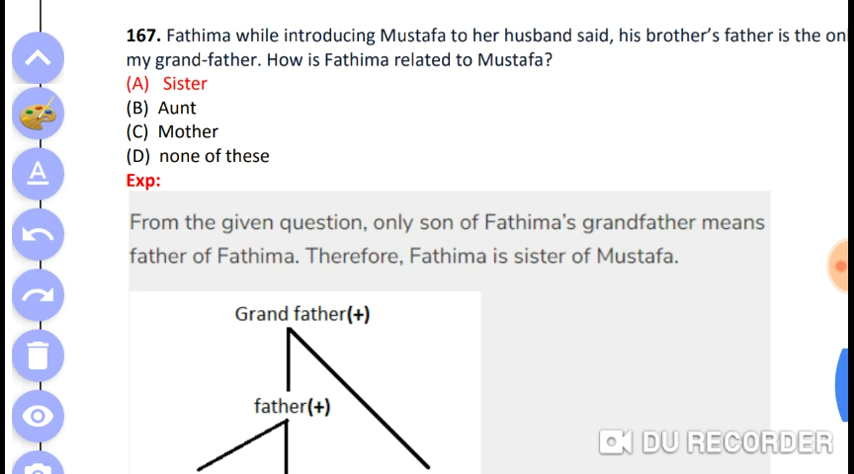 167. Fathima while introducing Mustafa to her husband said, his brother's father is the
my grand-father. How is Fathima related to Mustafa?
(A) Sister
(B) Aunt
(C) Mother
(D) none of these
Exp:
From the given question, only son of Fathima's grandfather means
father of Fathima. Therefore, Fathima is sister of Mustafa.
Grand father(+)
father(+)
A
DU RECORDER